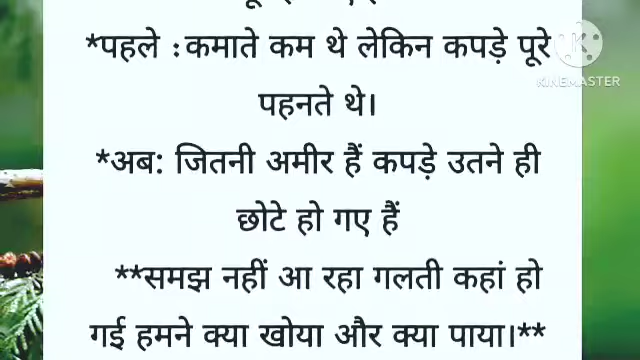 *पहले :कमाते कम थे लेकिन कपड़े पूरे
पहनते थे।
*अब: जितनी अमीर हैं कपड़े उतने ही
छोटे हो गए हैं
**समझ नहीं आ रहा गलती कहां हो
गई हमने क्या खोया और क्या पाया।**
KINEMASTER